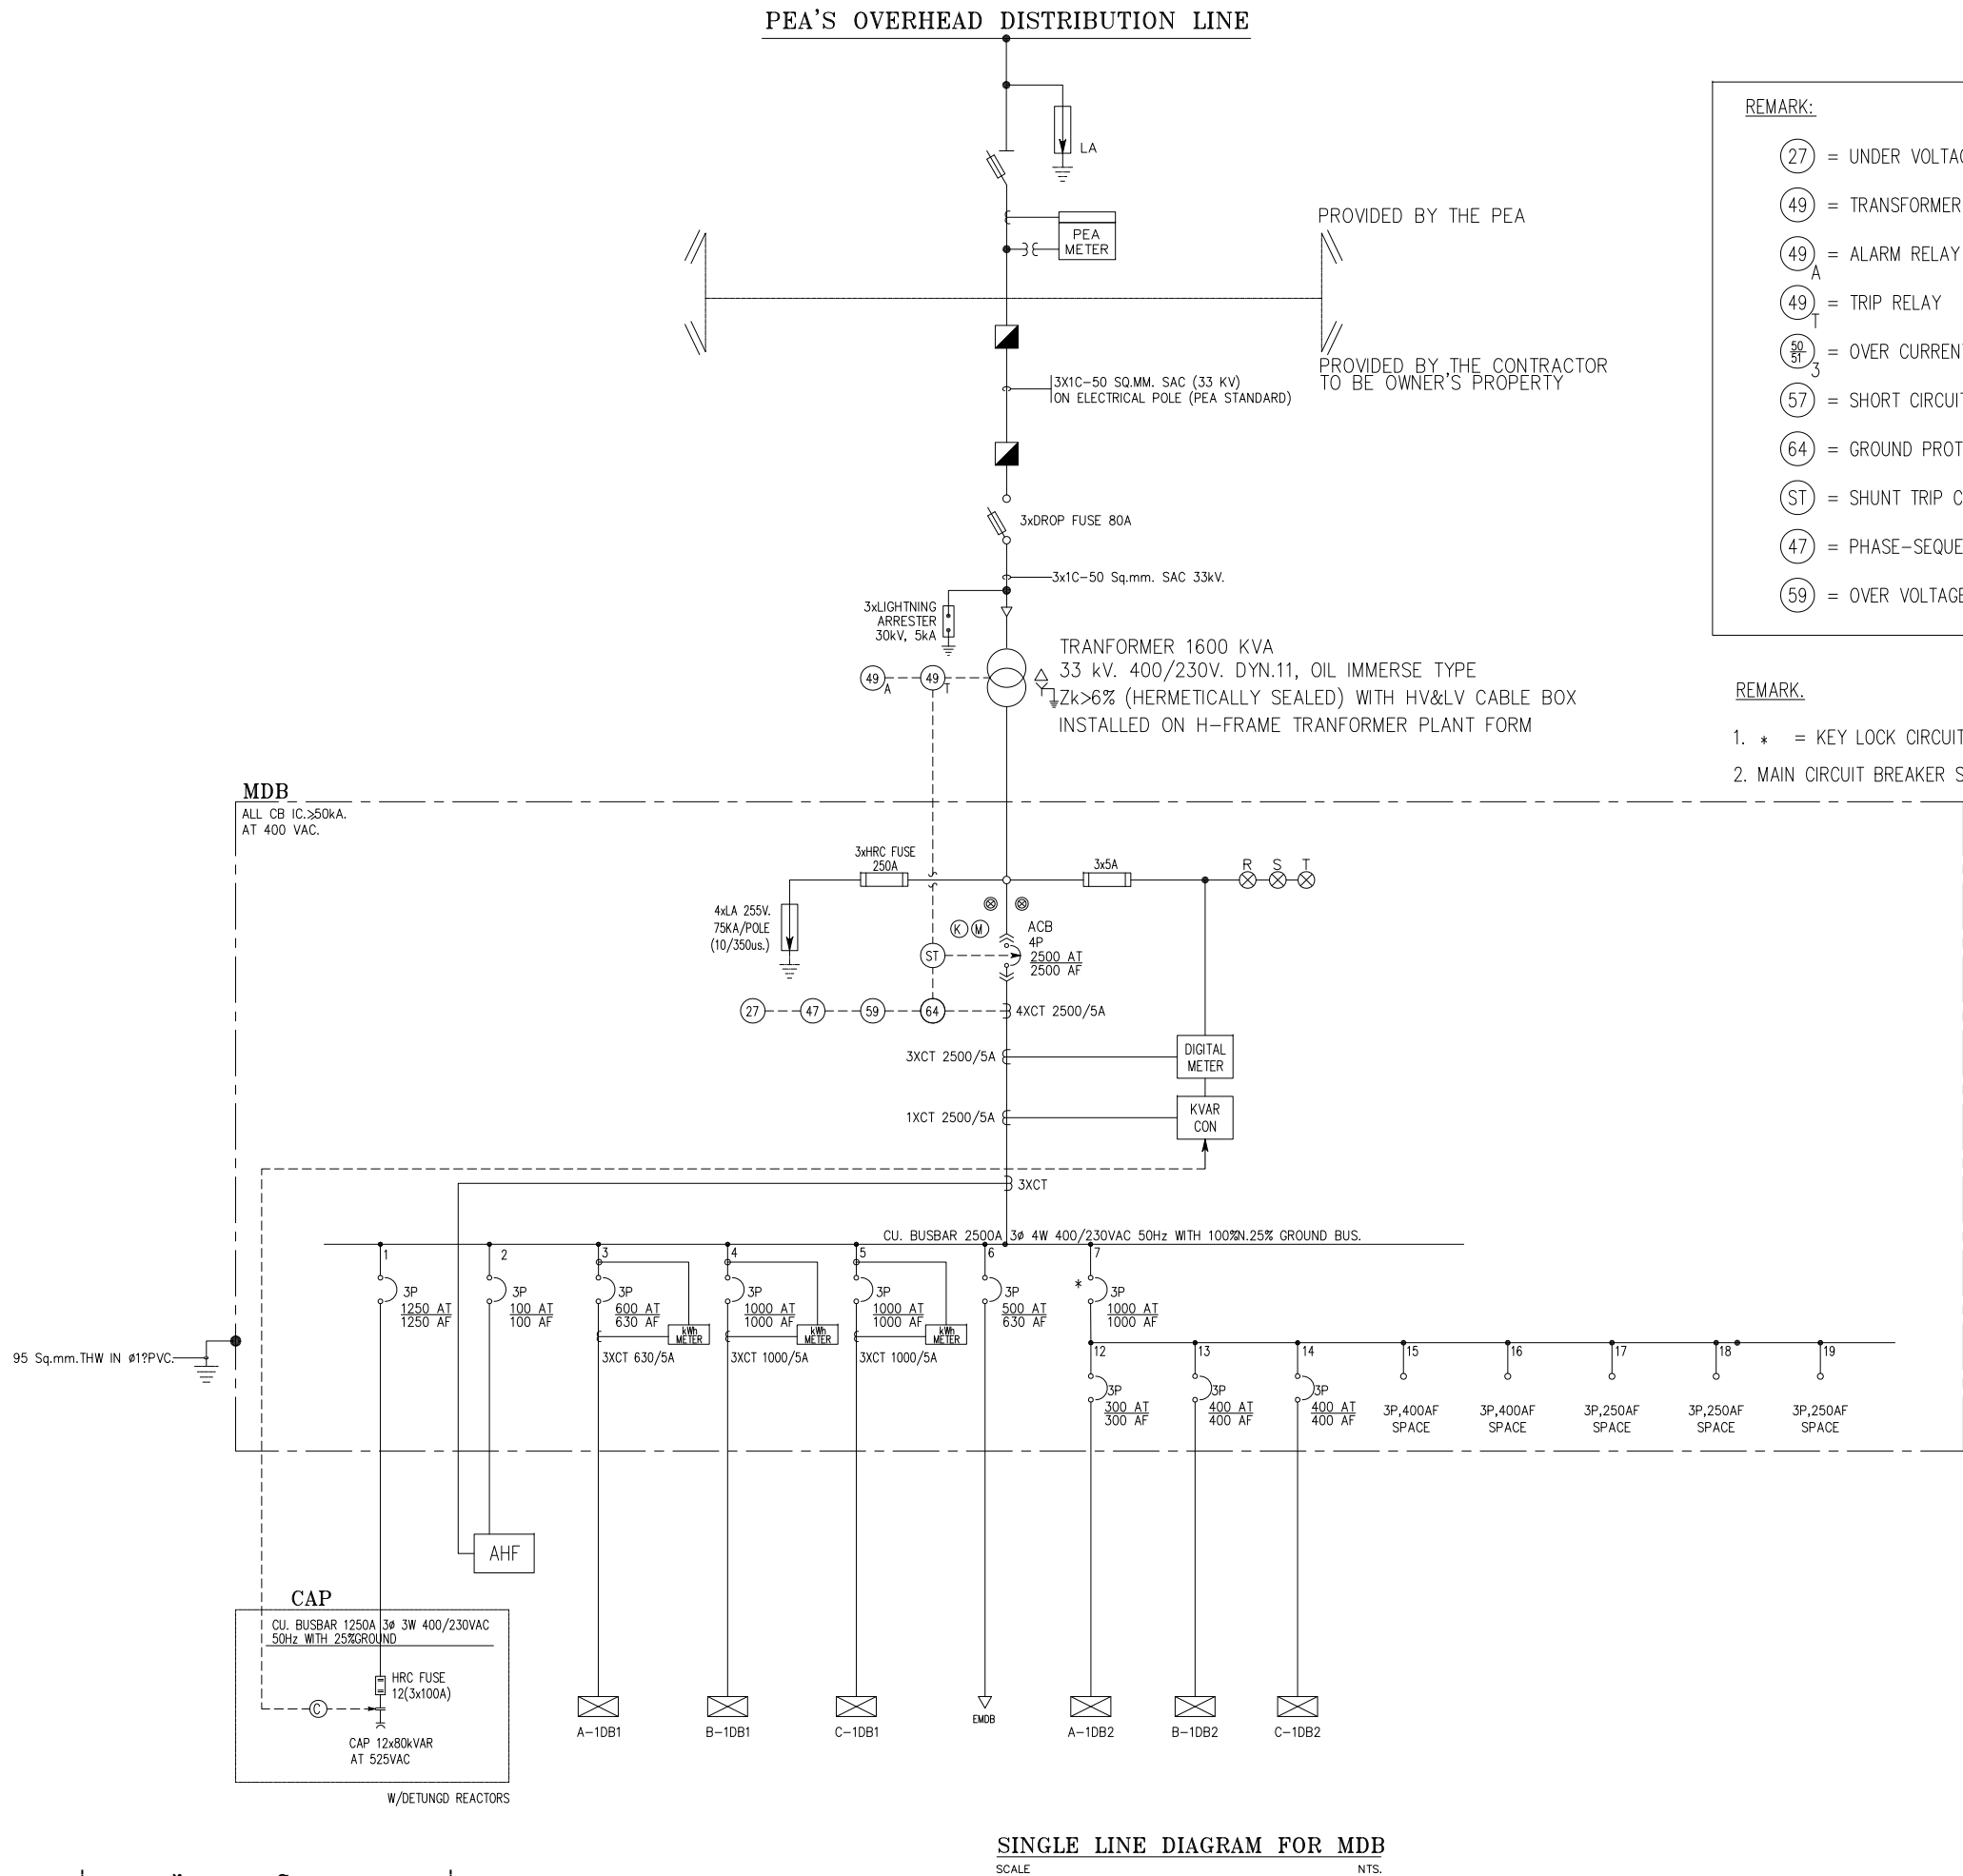 PEA'S OVERHEAD DISTRIBUTION LINE
LA
PEA
METER
PROVIDED BY THE PEA
PROVIDED BY THE CONTRACTOR
TO BE OWNER'S PROPERTY
3X1C-50 SQ.MM. SAC (33 KV)
ON ELECTRICAL POLE (PEA STANDARD)
3xDROP FUSE 80A
3x1C-50 Sq.mm. SAC 33kV.
3xLIGHTNING
ARRESTER
30kV, 5kA
49 A
49 T
TRANFORMER 1600 KVA
33 kV. 400/230V. DYN.11, OIL IMMERSE TYPE
Zk>6% (HERMETICALLY SEALED) WITH HV&LV CABLE BOX
INSTALLED ON H-FRAME TRANFORMER PLANT FORM
REMARK:
27 = UNDER VOLTAG
49 = TRANSFORMER
49 A = ALARM RELAY
49 T = TRIP RELAY
50/51 3 = OVER CURREN
57 = SHORT CIRCUI
64 = GROUND PROT
ST = SHUNT TRIP C
47 = PHASE-SEQUE
59 = OVER VOLTAGE
REMARK.
1. * = KEY LOCK CIRCUIT
2. MAIN CIRCUIT BREAKER S
MDB
ALL CB IC.≥50kA.
AT 400 VAC.
3xHRC FUSE
250A
3x5A
R S T
4xLA 255V.
75KA/POLE
(10/350us.)
K M
ACB
4P
2500 AT
2500 AF
ST
27 47 59 64
4XCT 2500/5A
3XCT 2500/5A
DIGITAL
METER
1XCT 2500/5A
KVAR
CON
3XCT
CU. BUSBAR 2500A 3ø 4W 400/230VAC 50Hz WITH 100%N.25% GROUND BUS.
1 2 3 4 5 6 7
3P
1250 AT
1250 AF
3P
100 AT
100 AF
3P
600 AT
630 AF
kWh
METER
3XCT 630/5A
3P
1000 AT
1000 AF
kWh
METER
3XCT 1000/5A
3P
1000 AT
1000 AF
kWh
METER
3XCT 1000/5A
3P
500 AT
630 AF
*
3P
1000 AT
1000 AF
95 Sq.mm.THW IN ø1?PVC.
12 13 14 15 16 17 18 19
3P
300 AT
300 AF
3P
400 AT
400 AF
3P
400 AT
400 AF
3P,400AF
SPACE
3P,400AF
SPACE
3P,250AF
SPACE
3P,250AF
SPACE
3P,250AF
SPACE
AHF
CAP
CU. BUSBAR 1250A 3ø 3W 400/230VAC
50Hz WITH 25%GROUND
HRC FUSE
12(3x100A)
C
CAP 12x80kVAR
AT 525VAC
W/DETUNGD REACTORS
A-1DB1
B-1DB1
C-1DB1
EMDB
A-1DB2
B-1DB2
C-1DB2
SINGLE LINE DIAGRAM FOR MDB
SCALE NTS.